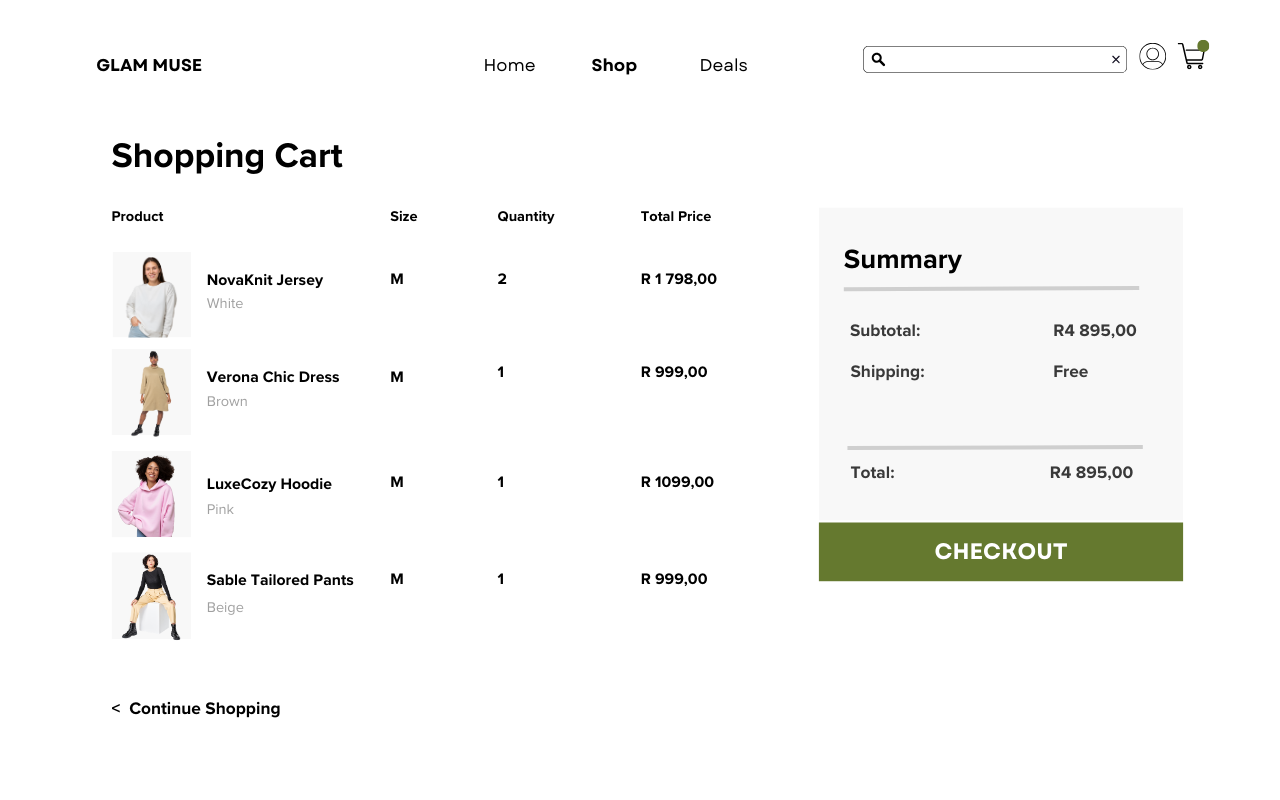 GLAM MUSE Home Shop Deals ×
Shopping Cart
Product Size Quantity Total Price
NovaKnit Jersey M 2 R 1 798,00
White
Verona Chic Dress M 1 R 999,00
Brown
LuxeCozy Hoodie M 1 R 1099,00
Pink
Sable Tailored Pants M 1 R 999,00
Beige
< Continue Shopping
Summary
Subtotal: R4 895,00
Shipping: Free
Total: R4 895,00
CHECKOUT